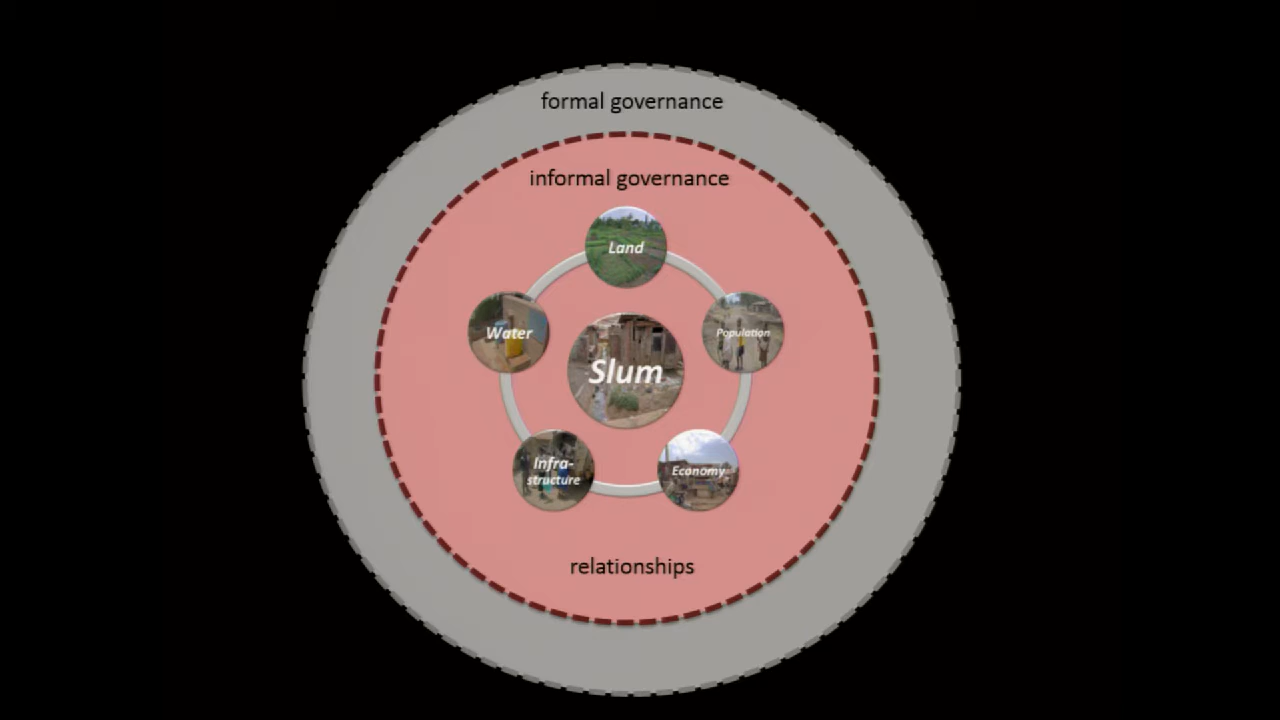 formal governance
informal governance
Land
Water
Population
Slum
Infra-
structure
Economy
relationships